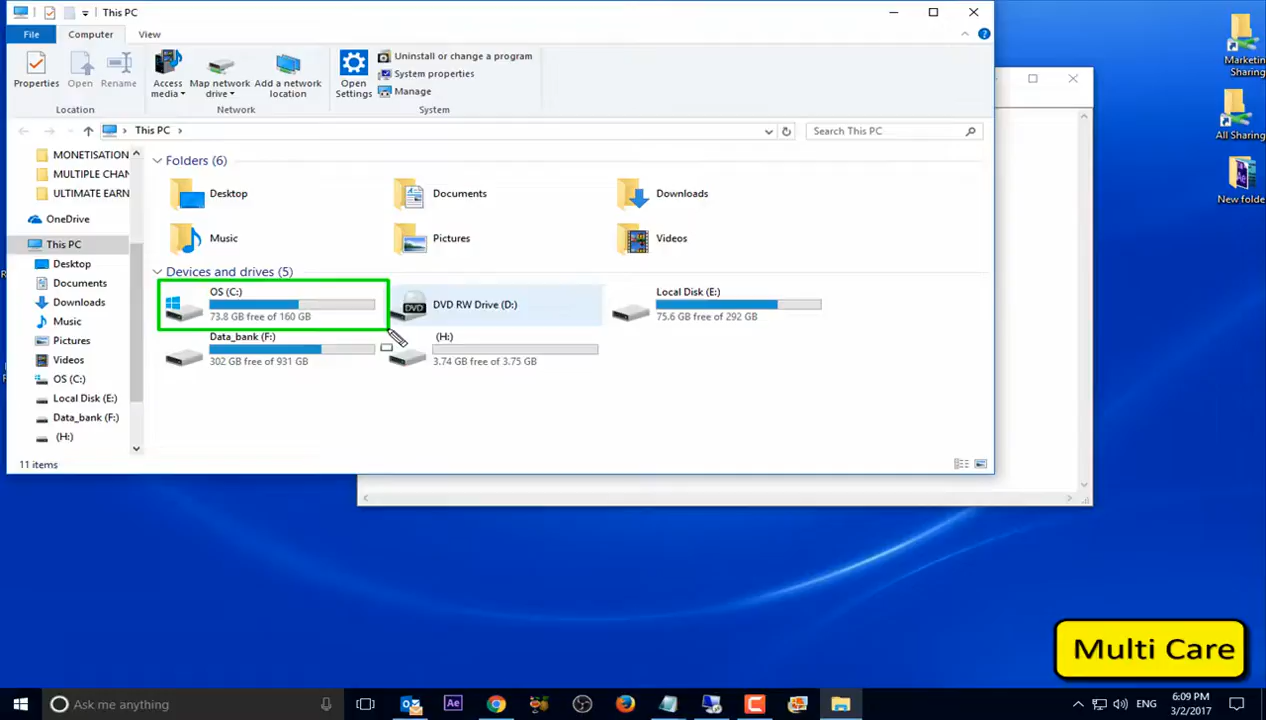 This PC
File
Computer
View
Properties
Open
Rename
Access media
Map network drive
Add a network location
Open Settings
Uninstall or change a program
System properties
Manage
Location
Network
System
This PC
Search This PC
MONETISATION
MULTIPLE CHAN
ULTIMATE EARN
OneDrive
This PC
Desktop
Documents
Downloads
Music
Pictures
Videos
OS (C:)
Local Disk (E:)
Data_bank (F:)
(H:)
Folders (6)
Desktop
Documents
Downloads
Music
Pictures
Videos
Devices and drives (5)
OS (C:)
73.8 GB free of 160 GB
DVD RW Drive (D:)
DVD
Local Disk (E:)
75.6 GB free of 292 GB
Data_bank (F:)
302 GB free of 931 GB
(H:)
3.74 GB free of 3.75 GB
11 items
Marketin
Sharing
All Sharing
Ae
New folde
Multi Care
Ask me anything
Ae
ENG
6:09 PM
3/2/2017